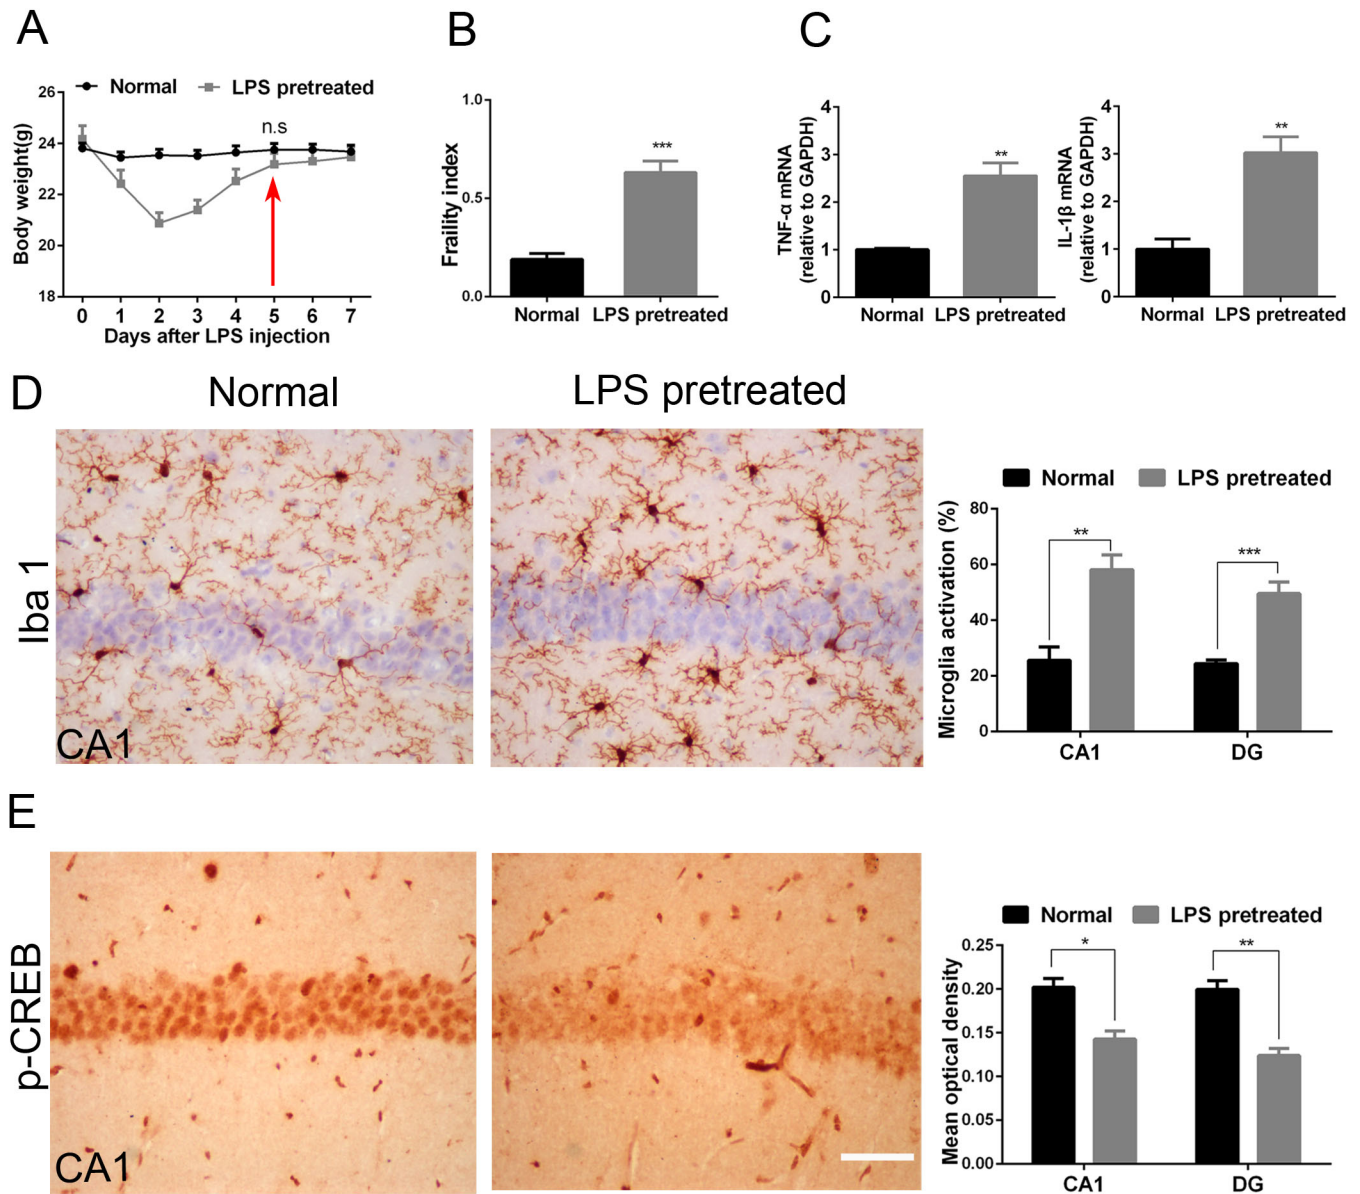 A
B
C
Normal
LPS pretreated
26
24
22
20
18
Body weight(g)
n.s
0 1 2 3 4 5 6 7
Days after LPS injection
1.0
0.5
0.0
Fraility index
***
Normal
LPS pretreated
4
3
2
1
0
TNF-α mRNA
(relative to GAPDH)
**
Normal
LPS pretreated
4
3
2
1
0
IL-1β mRNA
(relative to GAPDH)
**
Normal
LPS pretreated
D
Normal
LPS pretreated
Iba 1
CA1
Normal
LPS pretreated
80
60
40
20
0
Microglia activation (%)
**
***
CA1
DG
E
p-CREB
CA1
Normal
LPS pretreated
0.25
0.20
0.15
0.10
0.05
0.00
Mean optical density
*
**
CA1
DG